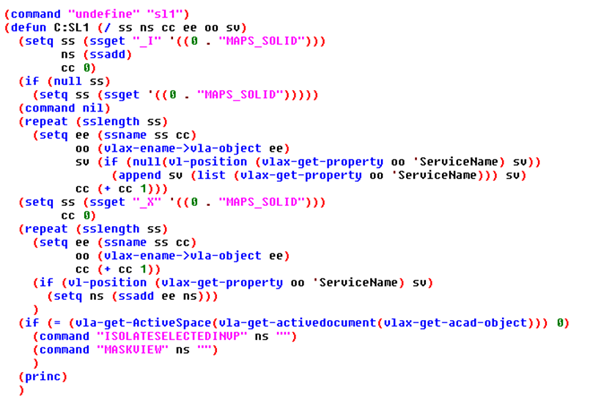 (command "undefine" "sl1")
(defun C:SL1 (/ ss ns cc ee oo sv)
  (setq ss (ssget "_I" '((0 . "MAPS_SOLID")))
        ns (ssadd)
        cc 0)
  (if (null ss)
    (setq ss (ssget '((0 . "MAPS_SOLID")))))
  (command nil)
  (repeat (sslength ss)
    (setq ee (ssname ss cc)
          oo (vlax-ename->vla-object ee)
          sv (if (null(vl-position (vlax-get-property oo 'ServiceName) sv))
               (append sv (list (vlax-get-property oo 'ServiceName))) sv)
          cc (+ cc 1)))
  (setq ss (ssget "_X" '((0 . "MAPS_SOLID")))
        cc 0)
  (repeat (sslength ss)
    (setq ee (ssname ss cc)
          oo (vlax-ename->vla-object ee)
          cc (+ cc 1))
    (if (vl-position (vlax-get-property oo 'ServiceName) sv)
      (setq ns (ssadd ee ns)))
    )
  (if (= (vla-get-ActiveSpace(vla-get-activedocument(vlax-get-acad-object))) 0)
    (command "ISOLATESELECTEDINVP" ns "")
    (command "MASKVIEW" ns "")
    )
  (princ)
  )